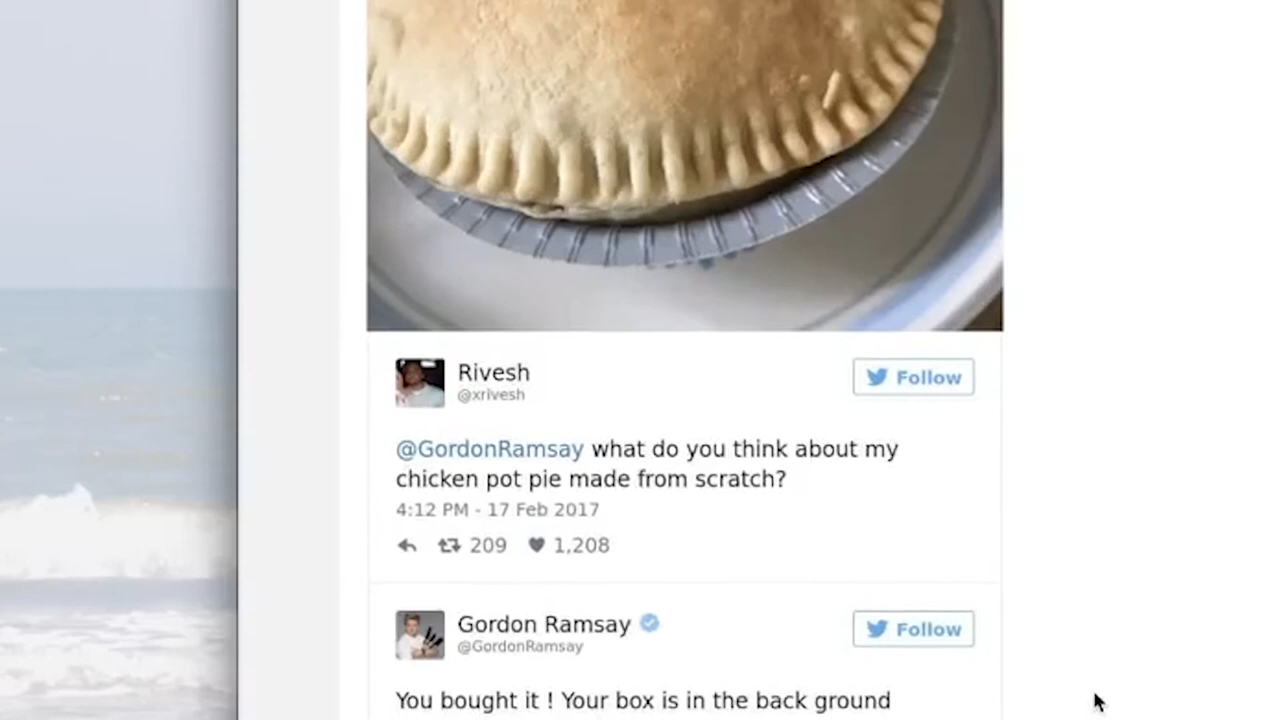 Rivesh
@xrivesh
Follow
@GordonRamsay what do you think about my
chicken pot pie made from scratch?
4:12 PM - 17 Feb 2017
209 1,208
Gordon Ramsay
@GordonRamsay
Follow
You bought it ! Your box is in the back ground